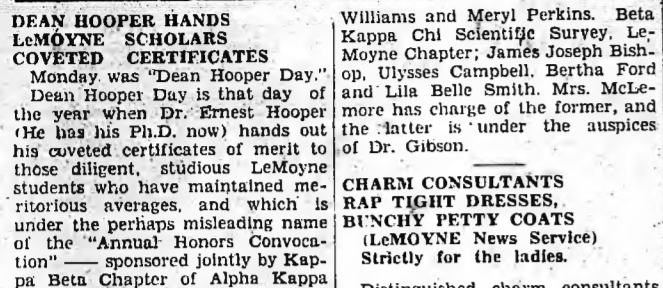 DEAN HOOPER HANDS
LeMOYNE SCHOLARS
COVETED CERTIFICATES
Monday was "Dean Hooper Day."
Dean Hooper Day is that day of
the year when Dr. Ernest Hooper
(He has his Ph.D. now) hands out
his coveted certificates of merit to
those diligent, studious LeMoyne
students who have maintained me-
ritorious averages, and which is
under the perhaps misleading name
of the "Annual Honors Convoca-
tion" — sponsored jointly by Kap-
pa Beta Chapter of Alpha Kappa
Williams and Meryl Perkins. Beta
Kappa Chi Scientific Survey, Le-
Moyne Chapter; James Joseph Bish-
op, Ulysses Campbell, Bertha Ford
and Lila Belle Smith. Mrs. McLe-
more has charge of the former, and
the latter is under the auspices
of Dr. Gibson.
CHARM CONSULTANTS
RAP TIGHT DRESSES,
BUNCHY PETTY COATS
(LeMOYNE News Service)
Strictly for the ladies.
Distinguished charm consultants